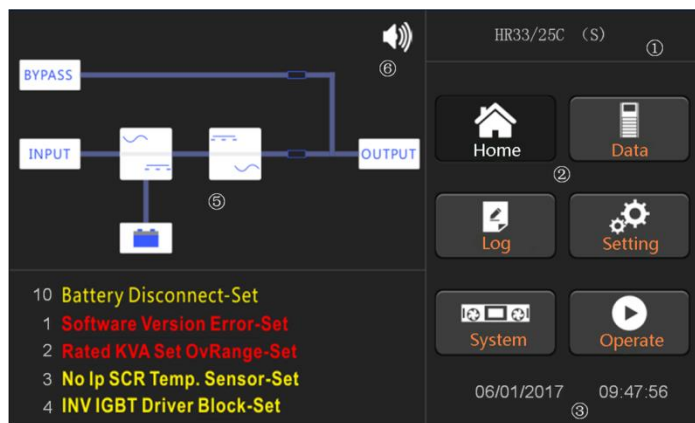 HR33/25C (S)
①
⑥
BYPASS
INPUT
OUTPUT
⑤
Home
Data
②
Log
Setting
System
Operate
10 Battery Disconnect-Set
1 Software Version Error-Set
2 Rated KVA Set OvRange-Set
3 No Ip SCR Temp. Sensor-Set
4 INV IGBT Driver Block-Set
06/01/2017 09:47:56
③